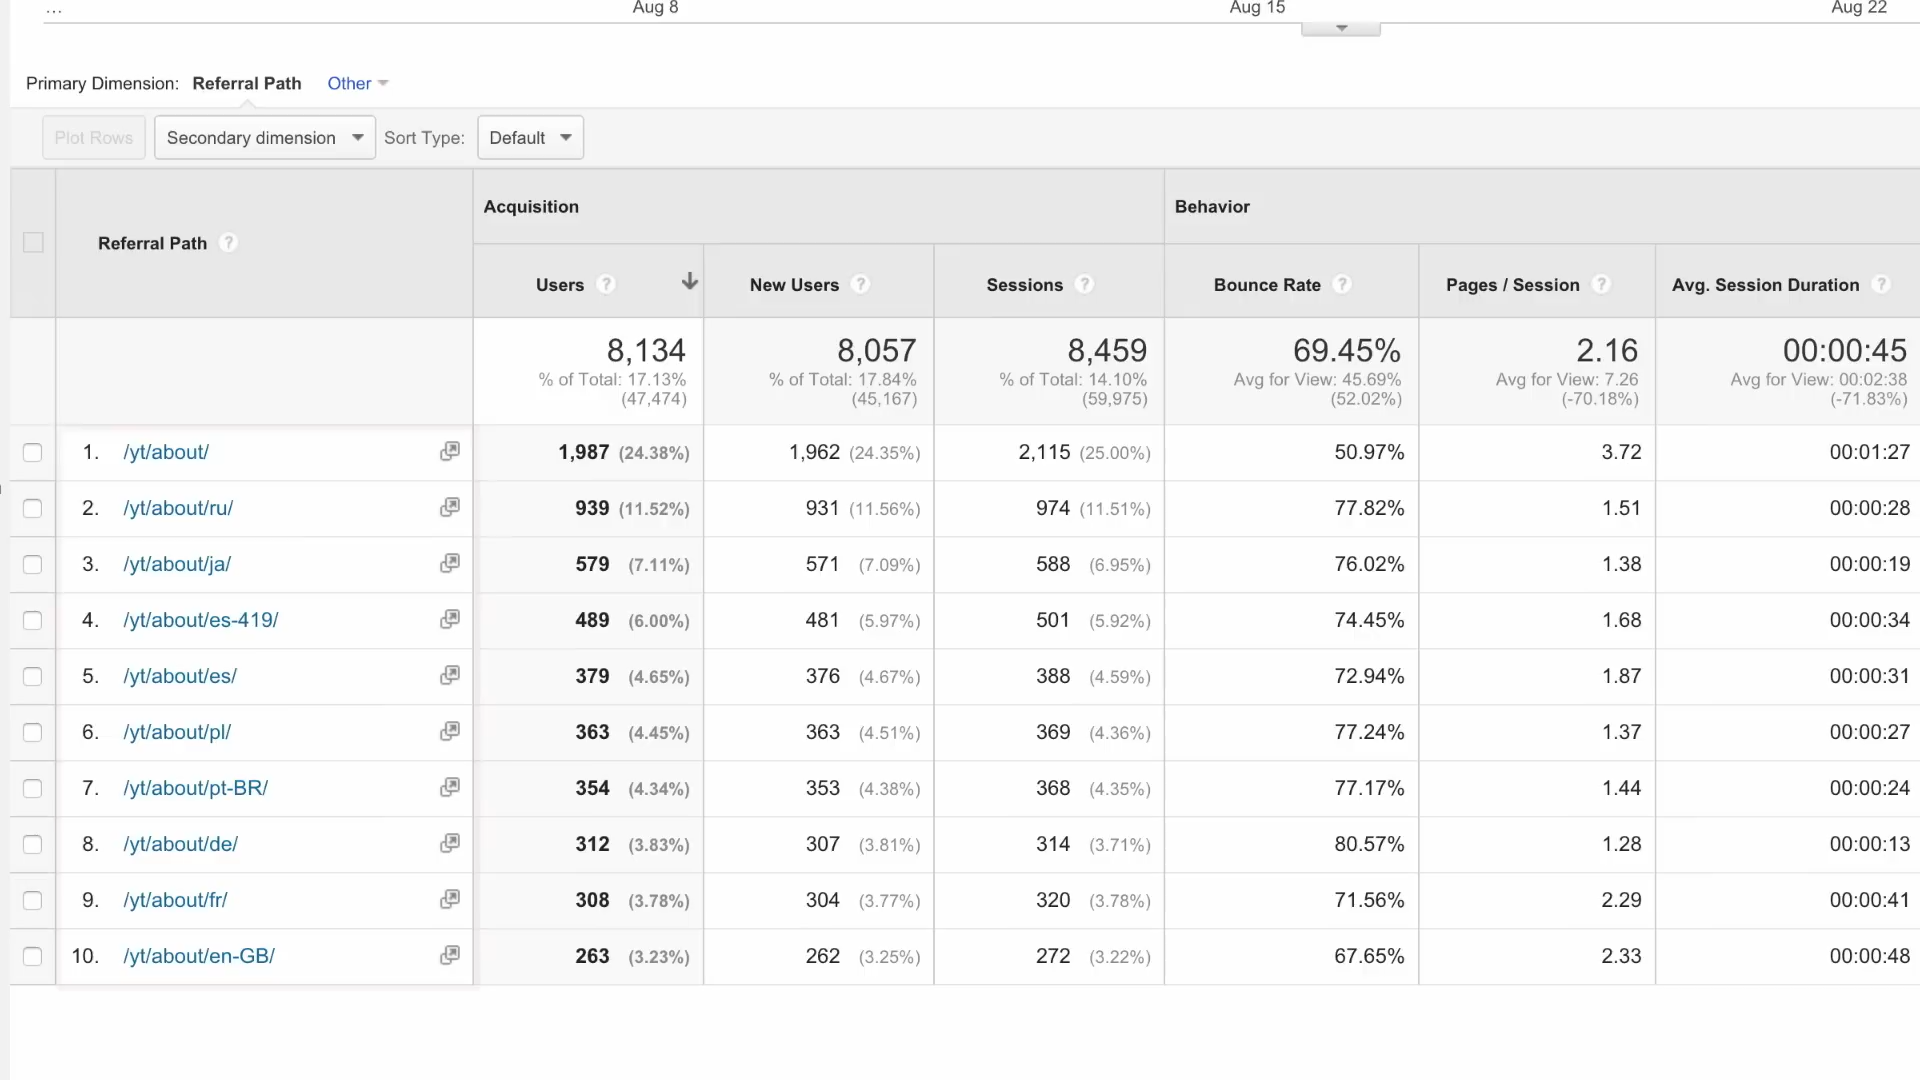 ... Aug 8 Aug 15 Aug 22
Primary Dimension: Referral Path Other
Plot Rows Secondary dimension Sort Type: Default
Acquisition Behavior
Referral Path ?
Users ? New Users ? Sessions ? Bounce Rate ? Pages / Session ? Avg. Session Duration ?
8,134 8,057 8,459 69.45% 2.16 00:00:45
% of Total: 17.13% % of Total: 17.84% % of Total: 14.10% Avg for View: 45.69% Avg for View: 7.26 Avg for View: 00:02:38
(47,474) (45,167) (59,975) (52.02%) (-70.18%) (-71.83%)
1. /yt/about/ 1,987 (24.38%) 1,962 (24.35%) 2,115 (25.00%) 50.97% 3.72 00:01:27
2. /yt/about/ru/ 939 (11.52%) 931 (11.56%) 974 (11.51%) 77.82% 1.51 00:00:28
3. /yt/about/ja/ 579 (7.11%) 571 (7.09%) 588 (6.95%) 76.02% 1.38 00:00:19
4. /yt/about/es-419/ 489 (6.00%) 481 (5.97%) 501 (5.92%) 74.45% 1.68 00:00:34
5. /yt/about/es/ 379 (4.65%) 376 (4.67%) 388 (4.59%) 72.94% 1.87 00:00:31
6. /yt/about/pl/ 363 (4.45%) 363 (4.51%) 369 (4.36%) 77.24% 1.37 00:00:27
7. /yt/about/pt-BR/ 354 (4.34%) 353 (4.38%) 368 (4.35%) 77.17% 1.44 00:00:24
8. /yt/about/de/ 312 (3.83%) 307 (3.81%) 314 (3.71%) 80.57% 1.28 00:00:13
9. /yt/about/fr/ 308 (3.78%) 304 (3.77%) 320 (3.78%) 71.56% 2.29 00:00:41
10. /yt/about/en-GB/ 263 (3.23%) 262 (3.25%) 272 (3.22%) 67.65% 2.33 00:00:48